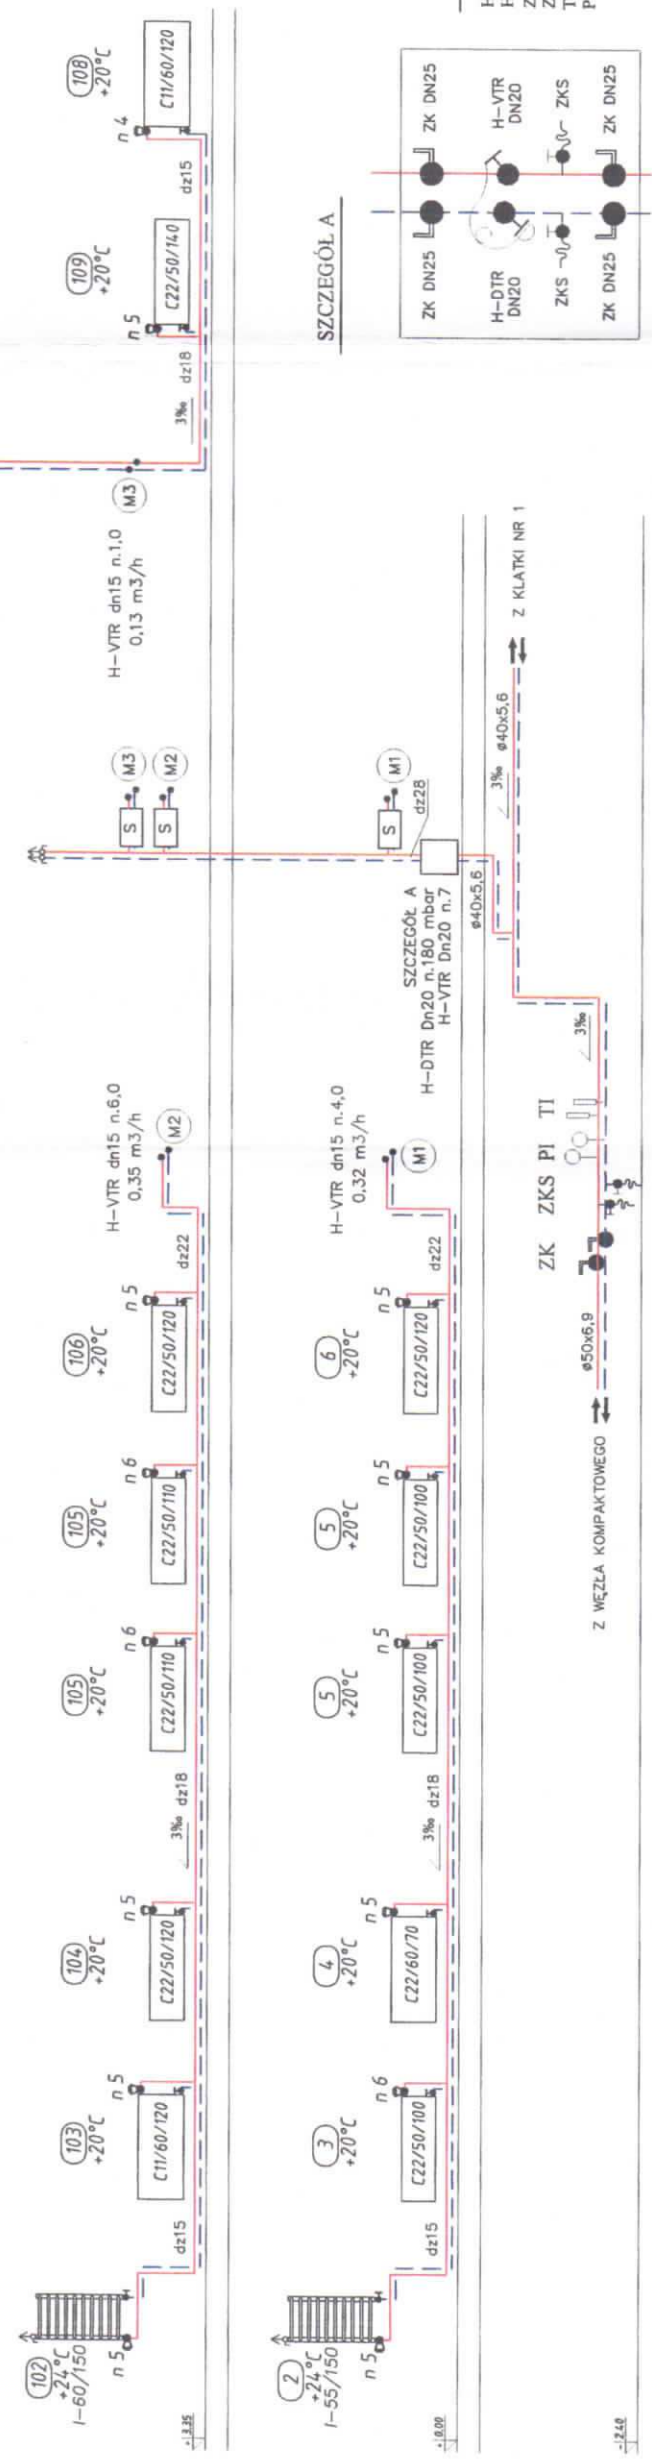 102
+24°C
I-60/150
n 5
dz15
103
+20°C
n 5
C11/60/120
104
+20°C
n 5
C22/50/120
3‰ dz18
105
+20°C
n 6
C22/50/110
105
+20°C
n 6
C22/50/110
106
+20°C
n 5
C22/50/120
dz22
H-VTR dn15 n.6,0
0,35 m3/h
M2
M3
M2
S
S
H-VTR dn15 n.1,0
0,13 m3/h
M3
3‰ dz18
109
+20°C
n 5
C22/50/140
dz15
108
+20°C
n 4
C11/60/120
+ 3.35
2
+24°C
I-55/150
n 5
dz15
3
+20°C
n 6
C22/50/100
4
+20°C
n 5
C22/60/70
3‰ dz18
5
+20°C
n 5
C22/50/100
5
+20°C
n 5
C22/50/100
6
+20°C
n 5
C22/50/120
dz22
H-VTR dn15 n.4,0
0,32 m3/h
M1
M1
S
dz28
SZCZEGÓŁ A
H-DTR Dn20 n.180 mbar
H-VTR Dn20 n.7
ø40x5,6
0.00
3‰ ø40x5,6
Z KLATKI NR 1
3‰
ZK ZKS PI TI
ø50x6,9
Z WĘZŁA KOMPAKTOWEGO
- 2.40
SZCZEGÓŁ A
ZK DN25
ZK DN25
H-DTR
DN20
H-VTR
DN20
ZKS
ZKS
ZK DN25
ZK DN25
H
H
Z
Z
T
P